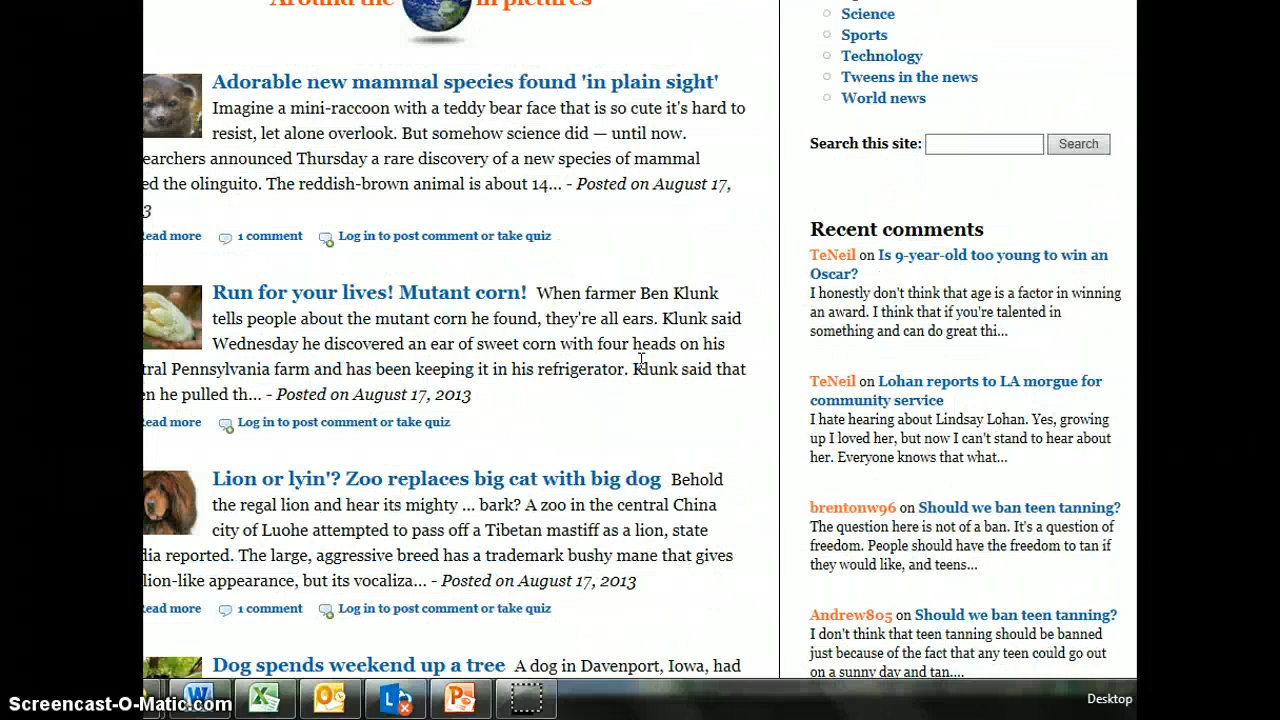 Around the in pictures
Adorable new mammal species found 'in plain sight'
Imagine a mini-raccoon with a teddy bear face that is so cute it's hard to
resist, let alone overlook. But somehow science did — until now.
earchers announced Thursday a rare discovery of a new species of mammal
ed the olinguito. The reddish-brown animal is about 14... - Posted on August 17,
3
Read more 1 comment Log in to post comment or take quiz
Run for your lives! Mutant corn! When farmer Ben Klunk
tells people about the mutant corn he found, they're all ears. Klunk said
Wednesday he discovered an ear of sweet corn with four heads on his
tral Pennsylvania farm and has been keeping it in his refrigerator. Klunk said that
en he pulled th... - Posted on August 17, 2013
Read more Log in to post comment or take quiz
Lion or lyin'? Zoo replaces big cat with big dog Behold
the regal lion and hear its mighty ... bark? A zoo in the central China
city of Luohe attempted to pass off a Tibetan mastiff as a lion, state
dia reported. The large, aggressive breed has a trademark bushy mane that gives
lion-like appearance, but its vocaliza... - Posted on August 17, 2013
Read more 1 comment Log in to post comment or take quiz
Dog spends weekend up a tree A dog in Davenport, Iowa, had
Science
Sports
Technology
Tweens in the news
World news
Search this site: Search
Recent comments
TeNeil on Is 9-year-old too young to win an
Oscar?
I honestly don't think that age is a factor in winning
an award. I think that if you're talented in
something and can do great thi...
TeNeil on Lohan reports to LA morgue for
community service
I hate hearing about Lindsay Lohan. Yes, growing
up I loved her, but now I can't stand to hear about
her. Everyone knows that what...
brentonw96 on Should we ban teen tanning?
The question here is not of a ban. It's a question of
freedom. People should have the freedom to tan if
they would like, and teens...
Andrew805 on Should we ban teen tanning?
I don't think that teen tanning should be banned
just because of the fact that any teen could go out
on a sunny day and tan....
Screencast-O-Matic.com
Desktop